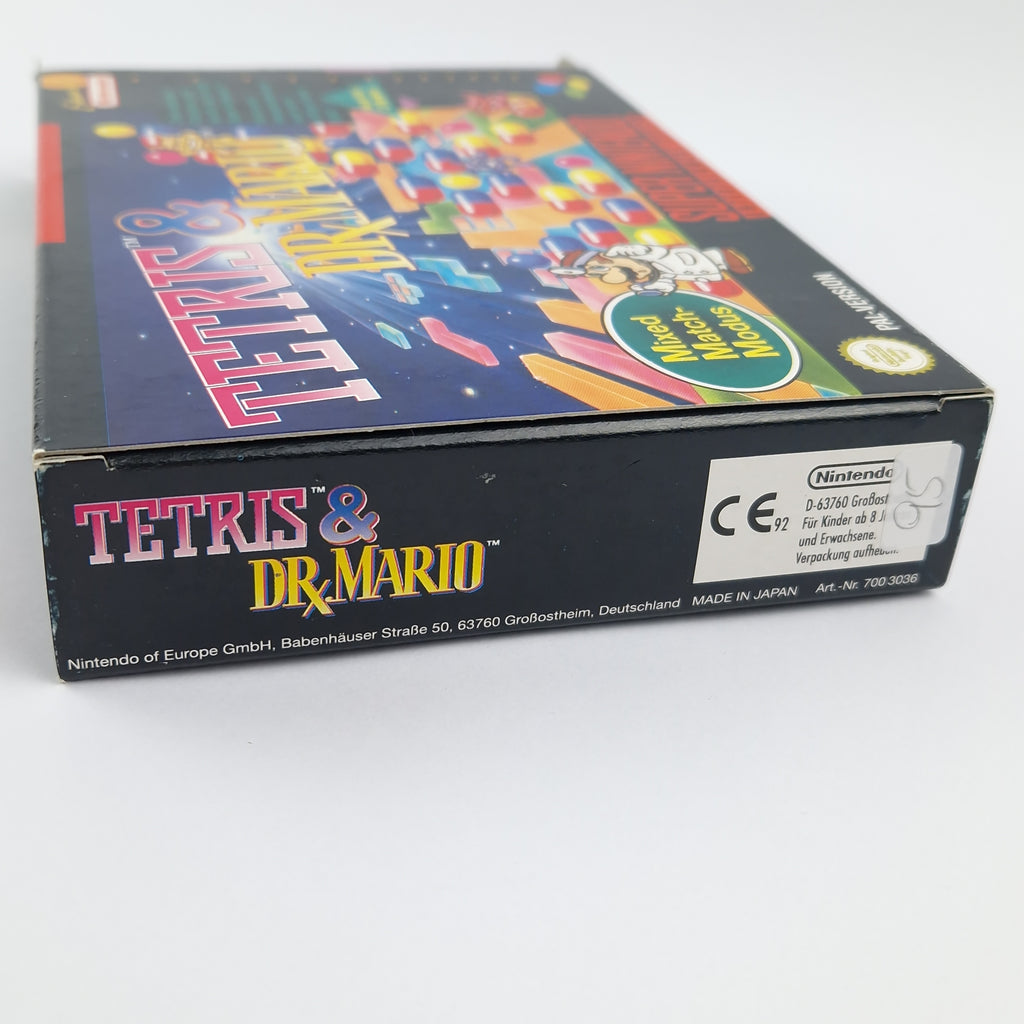 TETRIS™ &
DR. MARIO
SUPER NINTENDO
PAL-VERSION
Mixed
Match-
Modus
TETRIS™ &
DR. MARIO™
Nintendo of Europe GmbH, Babenhäuser Straße 50, 63760 Großostheim, Deutschland MADE IN JAPAN Art.-Nr. 700 3036
CE 92
Nintendo
D-63760 Großost
Für Kinder ab 8 J
und Erwachsene.
Verpackung aufheben.